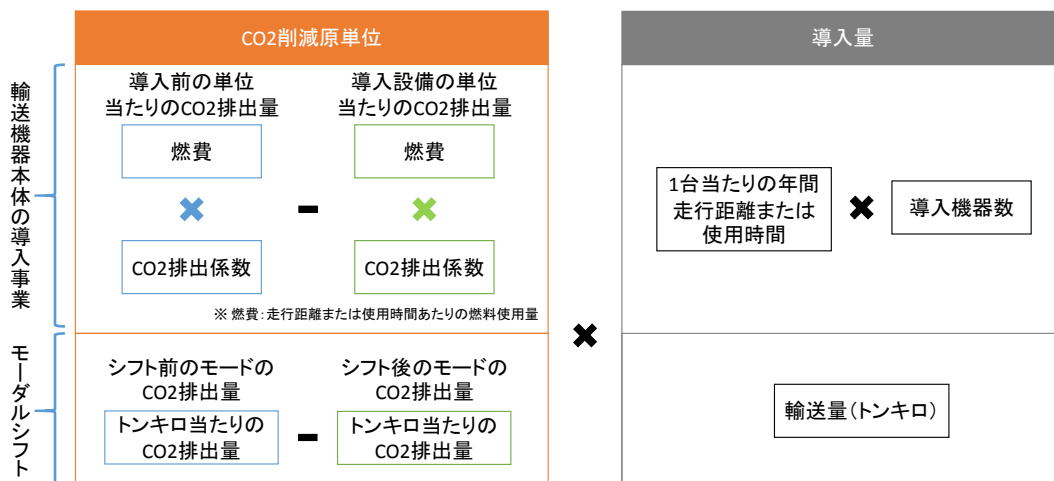 CO2削減原単位
導入量
輸送機器本体の導入事業
導入前の単位
当たりのCO2排出量
導入設備の単位
当たりのCO2排出量
燃費
燃費
CO2排出係数
CO2排出係数
※ 燃費：走行距離または使用時間あたりの燃料使用量
1台当たりの年間
走行距離または
使用時間
導入機器数
モーダルシフト
シフト前のモードの
CO2排出量
シフト後のモードの
CO2排出量
トンキロ当たりの
CO2排出量
トンキロ当たりの
CO2排出量
輸送量（トンキロ）